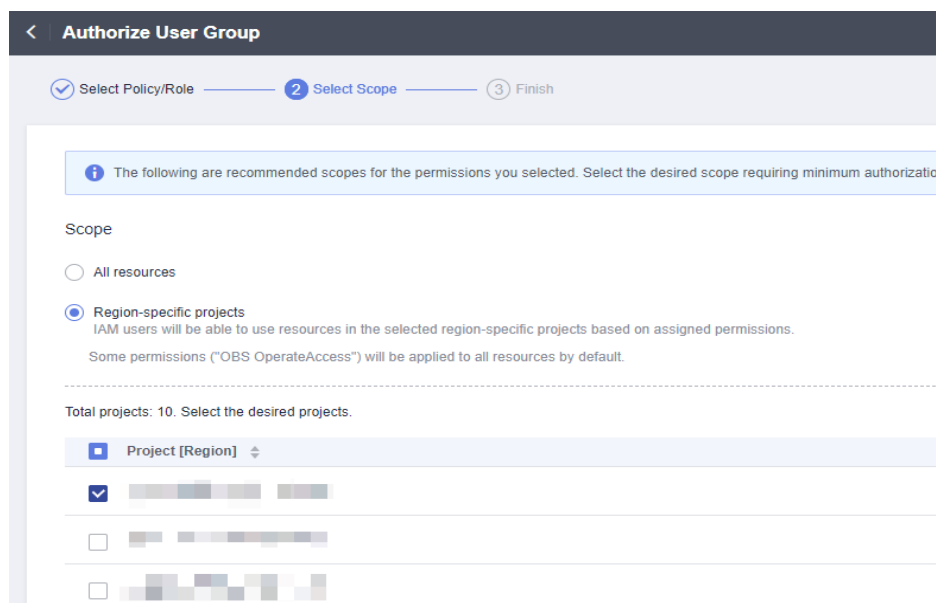 Authorize User Group
Select Policy/Role 2 Select Scope 3 Finish
The following are recommended scopes for the permissions you selected. Select the desired scope requiring minimum
Scope
All resources
Region-specific projects
IAM users will be able to use resources in the selected region-specific projects based on assigned permissions.
Some permissions ("OBS OperateAccess") will be applied to all resources by default.
Total projects: 10. Select the desired projects.
Project [Region]